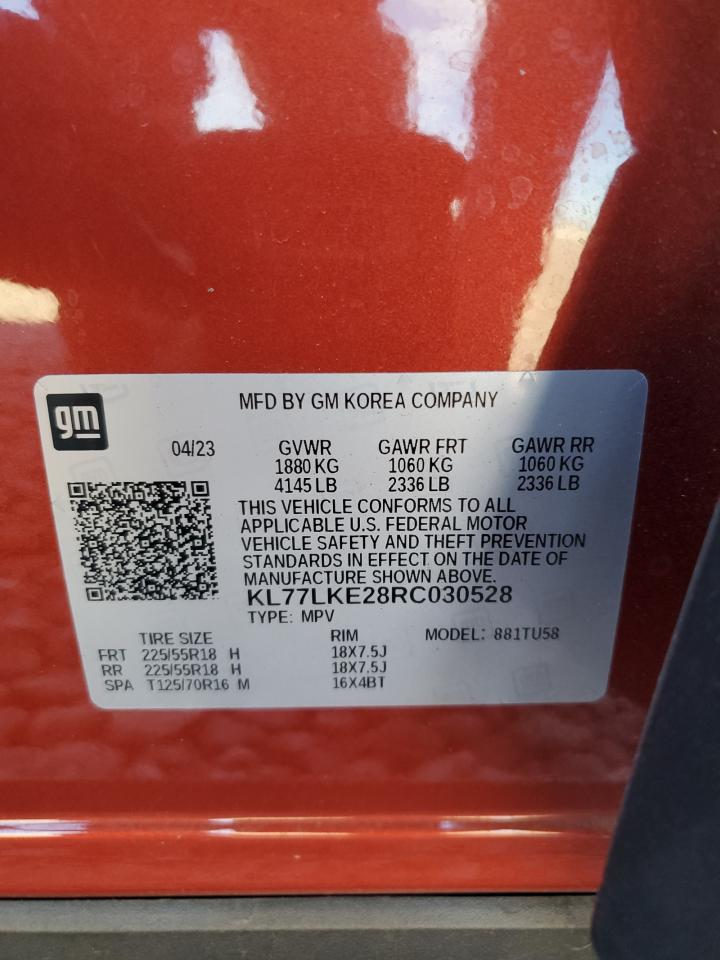 gm
MFD BY GM KOREA COMPANY
04/23 GVWR GAWR FRT GAWR RR
1880 KG 1060 KG 1060 KG
4145 LB 2336 LB 2336 LB
THIS VEHICLE CONFORMS TO ALL
APPLICABLE U.S. FEDERAL MOTOR
VEHICLE SAFETY AND THEFT PREVENTION
STANDARDS IN EFFECT ON THE DATE OF
MANUFACTURE SHOWN ABOVE.
KL77LKE28RC030528
TYPE: MPV
TIRE SIZE RIM MODEL: 881TU58
FRT 225/55R18 H 18X7.5J
RR 225/55R18 H 18X7.5J
SPA T125/70R16 M 16X4BT